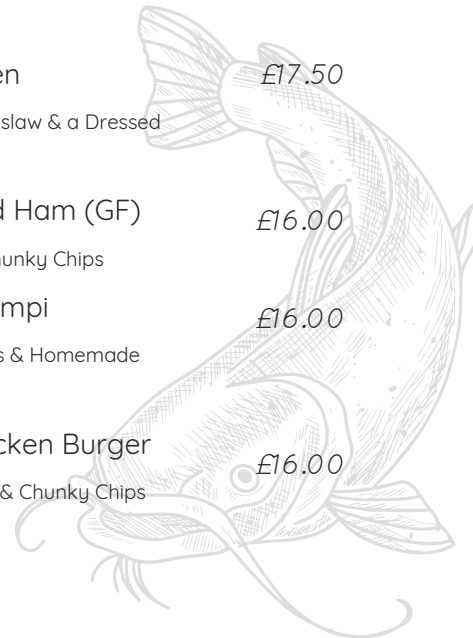 en £17.50
slaw & a Dressed
d Ham (GF) £16.00
hunky Chips
mpi £16.00
s & Homemade
cken Burger £16.00
& Chunky Chips